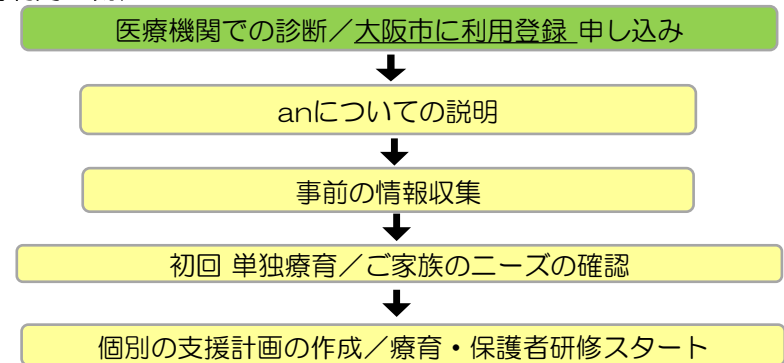 医療機関での診断／大阪市に利用登録 申し込み
anについての説明
事前の情報収集
初回 単独療育／ご家族のニーズの確認
個別の支援計画の作成／療育・保護者研修スタート